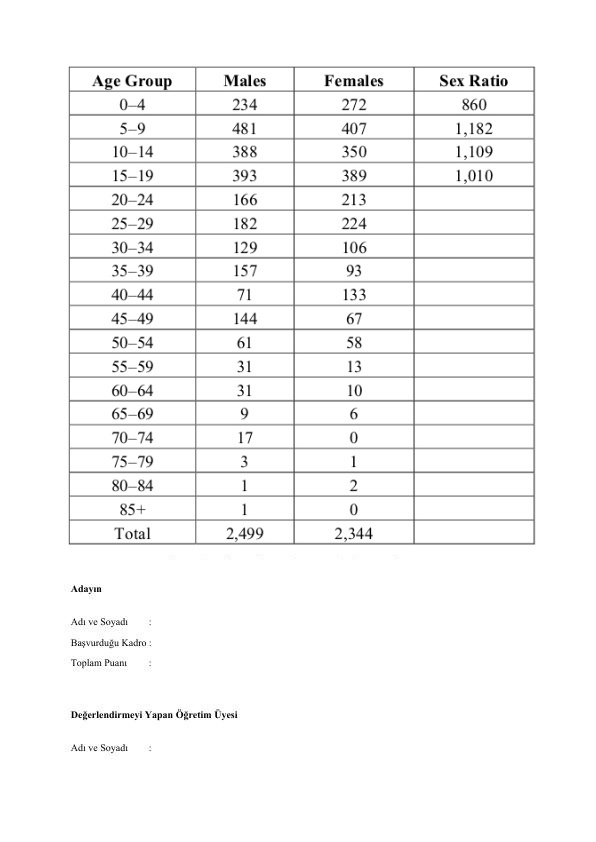 Age Group Males Females Sex Ratio
0–4 234 272 860
5–9 481 407 1,182
10–14 388 350 1,109
15–19 393 389 1,010
20–24 166 213
25–29 182 224
30–34 129 106
35–39 157 93
40–44 71 133
45–49 144 67
50–54 61 58
55–59 31 13
60–64 31 10
65–69 9 6
70–74 17 0
75–79 3 1
80–84 1 2
85+ 1 0
Total 2,499 2,344
Adayın
Adı ve Soyadı :
Başvurduğu Kadro :
Toplam Puanı :
Değerlendirmeyi Yapan Öğretim Üyesi
Adı ve Soyadı :